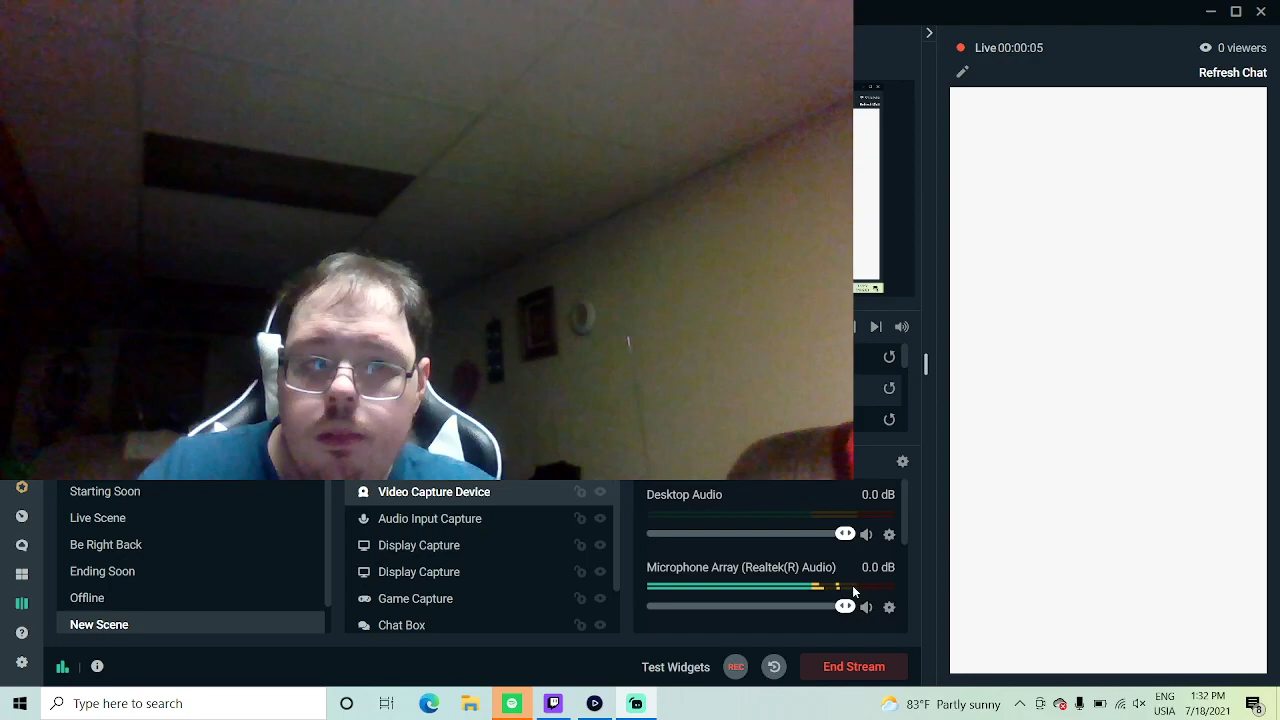 Live 00:00:05
0 viewers
Refresh Chat
Starting Soon
Live Scene
Be Right Back
Ending Soon
Offline
New Scene
Video Capture Device
Audio Input Capture
Display Capture
Display Capture
Game Capture
Chat Box
Desktop Audio 0.0 dB
Microphone Array (Realtek(R) Audio) 0.0 dB
Test Widgets
REC
End Stream
Type here to search
83°F Partly sunny
ENG
USIA
1:32 PM
7/18/2021
8